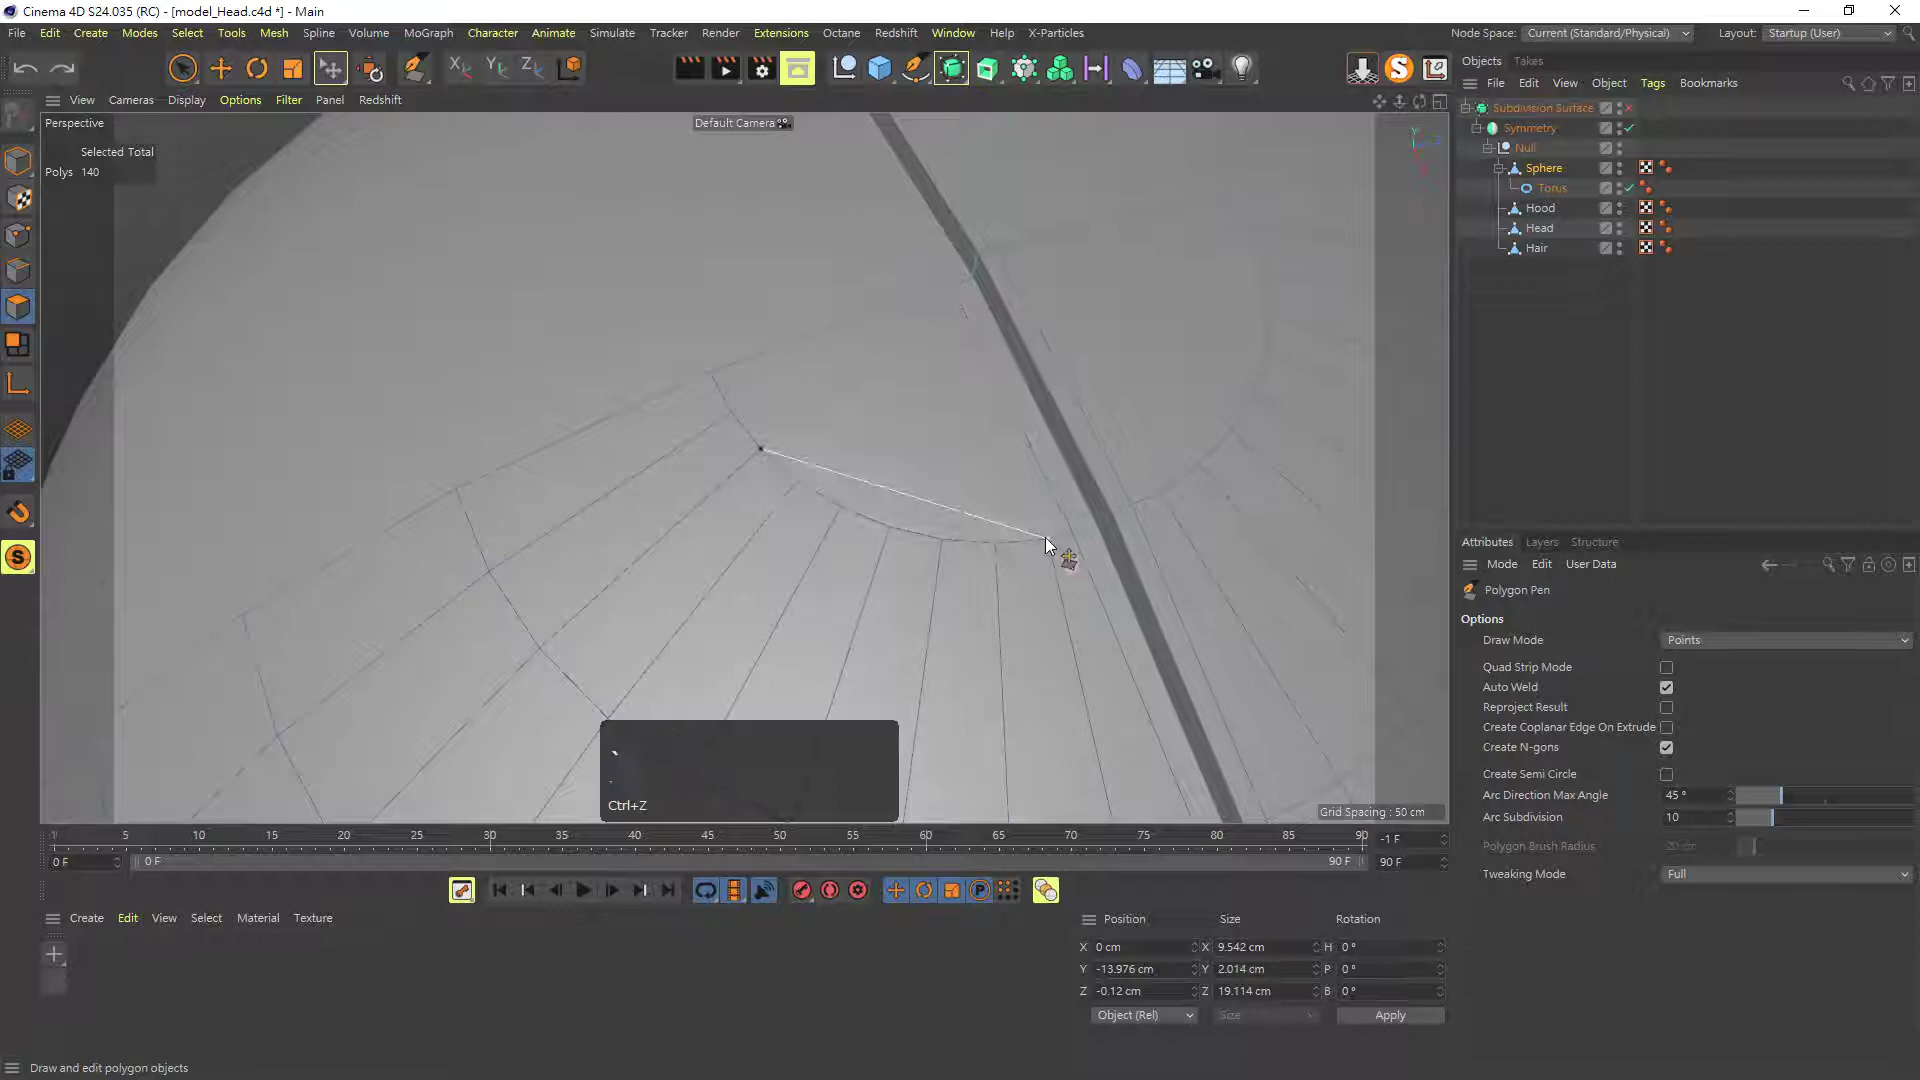 Cinema 4D S24.035 (RC) - [model_Head.c4d *] - Main
File Edit Create Modes Select Tools Mesh Spline Volume MoGraph Character Animate Simulate Tracker Render Extensions Octane Redshift Window Help X-Particles
Node Space: Current (Standard/Physical) Layout: Startup (User)
View Cameras Display Options Filter Panel Redshift
Perspective
Default Camera
Selected Total
Polys 140
Objects Takes
File Edit View Object Tags Bookmarks
Subdivision Surface
Symmetry
Null
Sphere
Torus
Hood
Head
Hair
Attributes Layers Structure
Mode Edit User Data
Polygon Pen
Options
Draw Mode Points
Quad Strip Mode
Auto Weld
Reproject Result
Create Coplanar Edge On Extrude
Create N-gons
Create Semi Circle
Arc Direction Max Angle 45 °
Arc Subdivision 10
Polygon Brush Radius 20 cm
Tweaking Mode Full
Ctrl+Z
Grid Spacing : 50 cm
5 10 15 20 25 30 35 40 45 50 55 60 65 70 75 80 85 90 -1 F
0 F 0 F 90 F 90 F
Create Edit View Select Material Texture
Position Size Rotation
X 0 cm X 9.542 cm H 0 °
Y -13.976 cm Y 2.014 cm P 0 °
Z -0.12 cm Z 19.114 cm B 0 °
Object (Rel) Size Apply
Draw and edit polygon objects